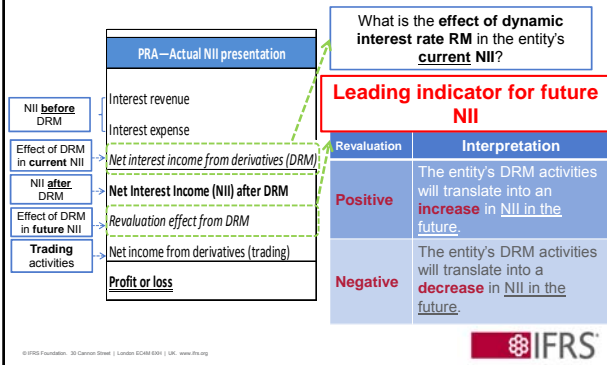 What is the effect of dynamic
interest rate RM in the entity's
current NII?
PRA—Actual NII presentation
Leading indicator for future
NII
NII before
DRM
Interest revenue
Interest expense
Effect of DRM
in current NII
Net interest income from derivatives (DRM)
NII after
DRM
Net Interest Income (NII) after DRM
Effect of DRM
in future NII
Revaluation effect from DRM
Trading
activities
Net income from derivatives (trading)
Profit or loss
Revaluation
Interpretation
Positive
The entity's DRM activities
will translate into an
increase in NII in the
future.
Negative
The entity's DRM activities
will translate into a
decrease in NII in the
future.
© IFRS Foundation. 30 Cannon Street | London EC4M 6XH | UK. www.ifrs.org
IFRS